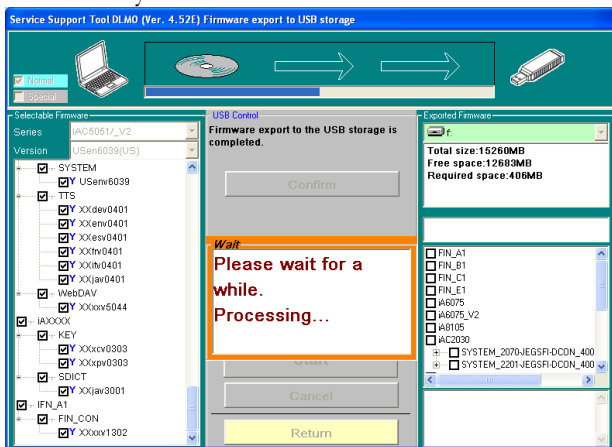 Service Support Tool DLM0 (Ver. 4.52E) Firmware export to USB storage
Normal
Special
Selectable Firmware
Series
iAC5061/_V2
Version
USen6039(US)
SYSTEM
Y USenv6039
TTS
Y XXdev0401
Y XXenv0401
Y XXesv0401
Y XXfrv0401
Y XXitv0401
Y XXjav0401
WebDAV
Y XXxxv5044
iAXXXX
KEY
Y XXxcv0303
Y XXxpv0303
SDICT
Y XXjav3001
IFN_A1
FIN_CON
Y XXxxv1302
USB Control
Firmware export to the USB storage is
completed.
Confirm
Wait
Please wait for a
while.
Processing...
Start
Cancel
Return
Exported Firmware
f:
Total size:15260MB
Free space:12683MB
Required space:406MB
FIN_A1
FIN_B1
FIN_C1
FIN_E1
iA6075
iA6075_V2
iA8105
iAC2030
SYSTEM_2070-JEGSFI-DCON_400
SYSTEM_2201-JEGSFI-DCON_400